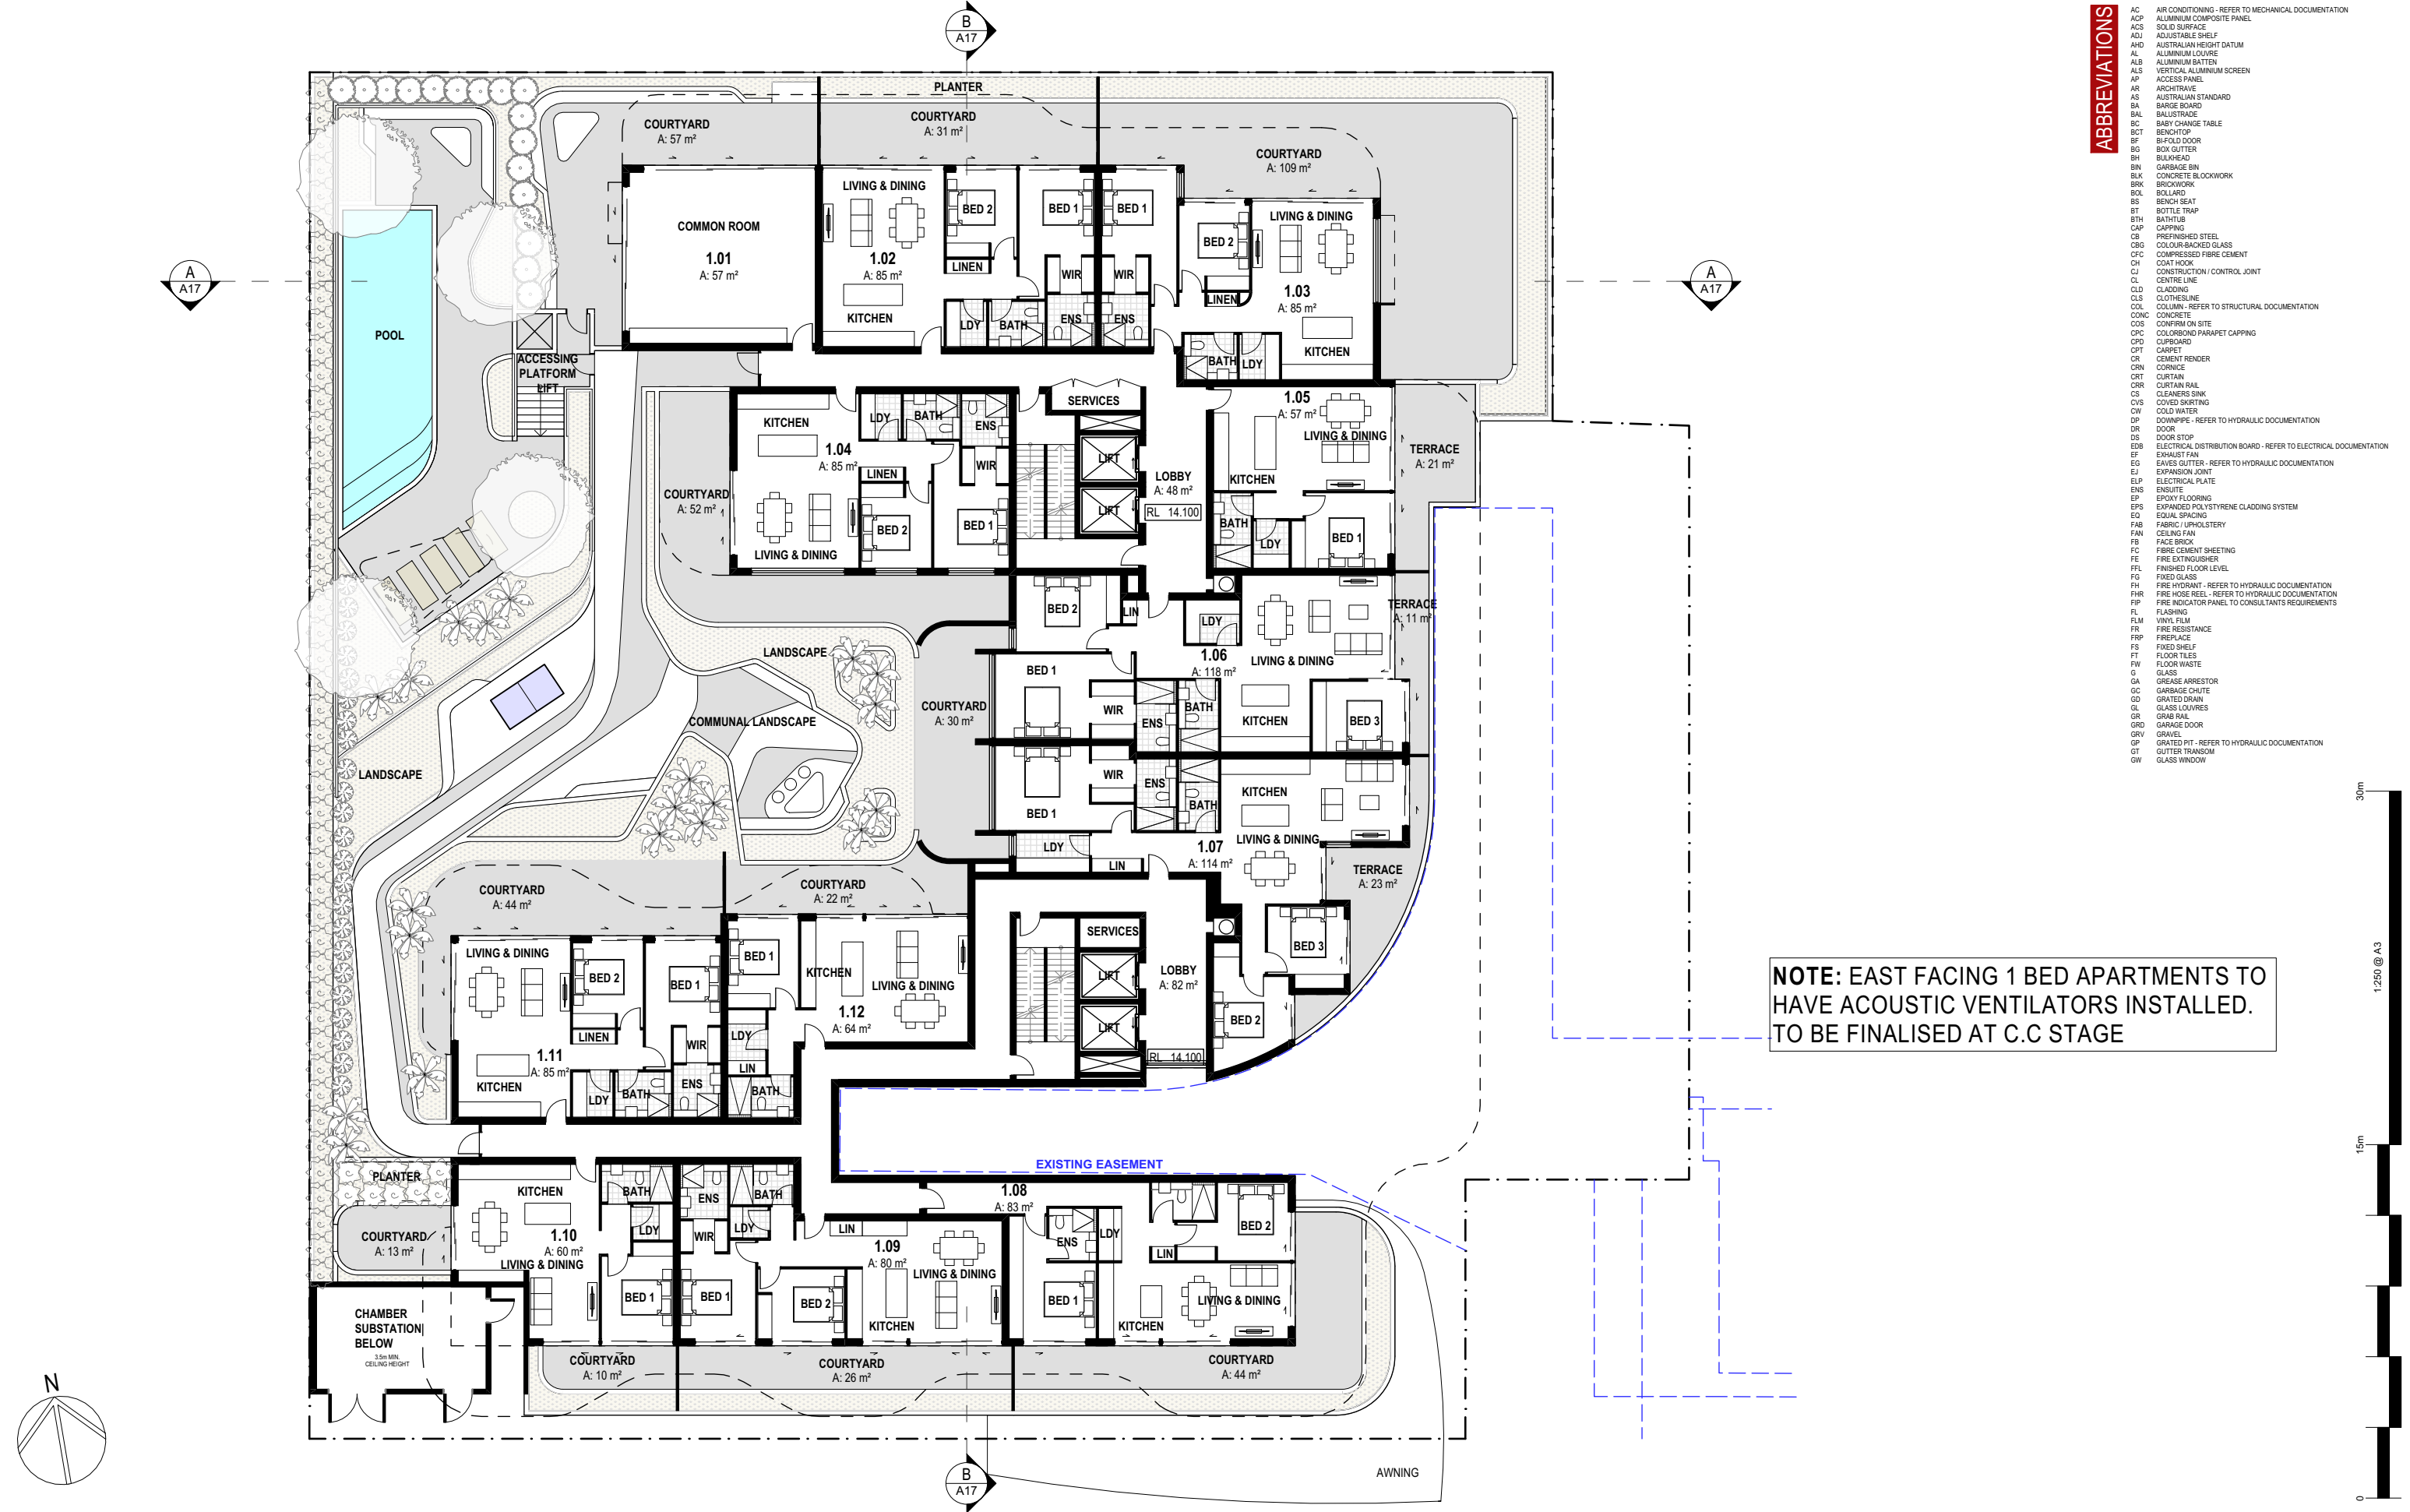 B
A17
PLANTER
COURTYARD
A: 57 m²
COURTYARD
A: 31 m²
COURTYARD
A: 109 m²
COMMON ROOM
1.01
A: 57 m²
LIVING & DINING
1.02
A: 85 m²
KITCHEN
BED 2
LINEN
LDY
BATH
BED 1
WIR
ENS
BED 1
WIR
ENS
BED 2
LINEN
LIVING & DINING
1.03
A: 85 m²
KITCHEN
BATH
LDY
A
A17
A
A17
POOL
ACCESSING
PLATFORM
LIFT
KITCHEN
1.04
A: 85 m²
LIVING & DINING
LDY
BATH
ENS
LINEN
WIR
BED 2
BED 1
COURTYARD
A: 52 m²
SERVICES
LIFT
LIFT
LOBBY
A: 48 m²
RL 14.100
1.05
A: 57 m²
LIVING & DINING
KITCHEN
BATH
LDY
BED 1
TERRACE
A: 21 m²
BED 2
LIN
LDY
1.06
A: 118 m²
LIVING & DINING
TERRACE
A: 11 m²
BED 1
WIR
ENS
BATH
KITCHEN
BED 3
LANDSCAPE
COMMUNAL LANDSCAPE
COURTYARD
A: 30 m²
LANDSCAPE
BED 1
WIR
ENS
BATH
KITCHEN
LIVING & DINING
LDY
LIN
1.07
A: 114 m²
TERRACE
A: 23 m²
BED 3
BED 2
COURTYARD
A: 44 m²
COURTYARD
A: 22 m²
LIVING & DINING
BED 2
BED 1
LINEN
WIR
1.11
A: 85 m²
KITCHEN
LDY
BATH
ENS
BED 1
KITCHEN
LIVING & DINING
1.12
A: 64 m²
LDY
LIN
BATH
SERVICES
LIFT
LIFT
LOBBY
A: 82 m²
RL 14.100
EXISTING EASEMENT
PLANTER
COURTYARD
A: 13 m²
KITCHEN
1.10
A: 60 m²
LIVING & DINING
BATH
LDY
BED 1
ENS
BATH
WIR
LDY
BED 1
BED 2
LIN
1.09
A: 80 m²
LIVING & DINING
KITCHEN
1.08
A: 83 m²
ENS
LDY
LIN
BED 2
BED 1
LIVING & DINING
KITCHEN
CHAMBER
SUBSTATION
BELOW
3.5m MIN.
CEILING HEIGHT
COURTYARD
A: 10 m²
COURTYARD
A: 26 m²
COURTYARD
A: 44 m²
AWNING
B
A17
N
NOTE: EAST FACING 1 BED APARTMENTS TO
HAVE ACOUSTIC VENTILATORS INSTALLED.
TO BE FINALISED AT C.C STAGE
ABBREVIATIONS
AC AIR CONDITIONING - REFER TO MECHANICAL DOCUMENTATION
ACP ALUMINIUM COMPOSITE PANEL
ACS SOLID SURFACE
ADJ ADJUSTABLE SHELF
AHD AUSTRALIAN HEIGHT DATUM
AL ALUMINIUM LOUVRE
ALB ALUMINIUM BATTEN
ALS VERTICAL ALUMINIUM SCREEN
AP ACCESS PANEL
AR ARCHITRAVE
AS AUSTRALIAN STANDARD
BA BARGE BOARD
BAL BALUSTRADE
BC BABY CHANGE TABLE
BCT BENCHTOP
BF BI-FOLD DOOR
BG BOX GUTTER
BH BULKHEAD
BIN GARBAGE BIN
BLK CONCRETE BLOCKWORK
BRK BRICKWORK
BOL BOLLARD
BS BENCH SEAT
BT BOTTLE TRAP
BTH BATHTUB
CAP CAPPING
CB PREFINISHED STEEL
CBG COLOUR-BACKED GLASS
CFC COMPRESSED FIBRE CEMENT
CH COAT HOOK
CJ CONSTRUCTION / CONTROL JOINT
CL CENTRE LINE
CLD CLADDING
CLS CLOTHESLINE
COL COLUMN - REFER TO STRUCTURAL DOCUMENTATION
CONC CONCRETE
COS CONFIRM ON SITE
CPC COLORBOND PARAPET CAPPING
CPD CUPBOARD
CPT CARPET
CR CEMENT RENDER
CRN CORNICE
CRT CURTAIN
CRR CURTAIN RAIL
CS CLEANERS SINK
CVS COVED SKIRTING
CW COLD WATER
DP DOWNPIPE - REFER TO HYDRAULIC DOCUMENTATION
DR DOOR
DS DOOR STOP
EDB ELECTRICAL DISTRIBUTION BOARD - REFER TO ELECTRICAL DOCUMENTATION
EF EXHAUST FAN
EG EAVES GUTTER - REFER TO HYDRAULIC DOCUMENTATION
EJ EXPANSION JOINT
ELP ELECTRICAL PLATE
ENS ENSUITE
EP EPOXY FLOORING
EPS EXPANDED POLYSTYRENE CLADDING SYSTEM
EQ EQUAL SPACING
FAB FABRIC / UPHOLSTERY
FAN CEILING FAN
FB FACE BRICK
FC FIBRE CEMENT SHEETING
FE FIRE EXTINGUISHER
FFL FINISHED FLOOR LEVEL
FG FIXED GLASS
FH FIRE HYDRANT - REFER TO HYDRAULIC DOCUMENTATION
FHR FIRE HOSE REEL - REFER TO HYDRAULIC DOCUMENTATION
FIP FIRE INDICATOR PANEL TO CONSULTANTS REQUIREMENTS
FL FLASHING
FLM VINYL FILM
FR FIRE RESISTANCE
FRP FIREPLACE
FS FIXED SHELF
FT FLOOR TILES
FW FLOOR WASTE
G GLASS
GA GREASE ARRESTOR
GC GARBAGE CHUTE
GD GRATED DRAIN
GL GLASS LOUVRES
GR GRAB RAIL
GRD GARAGE DOOR
GRV GRAVEL
GP GRATED PIT - REFER TO HYDRAULIC DOCUMENTATION
GT GUTTER TRANSOM
GW GLASS WINDOW
30m
1:250 @ A3
15m
0